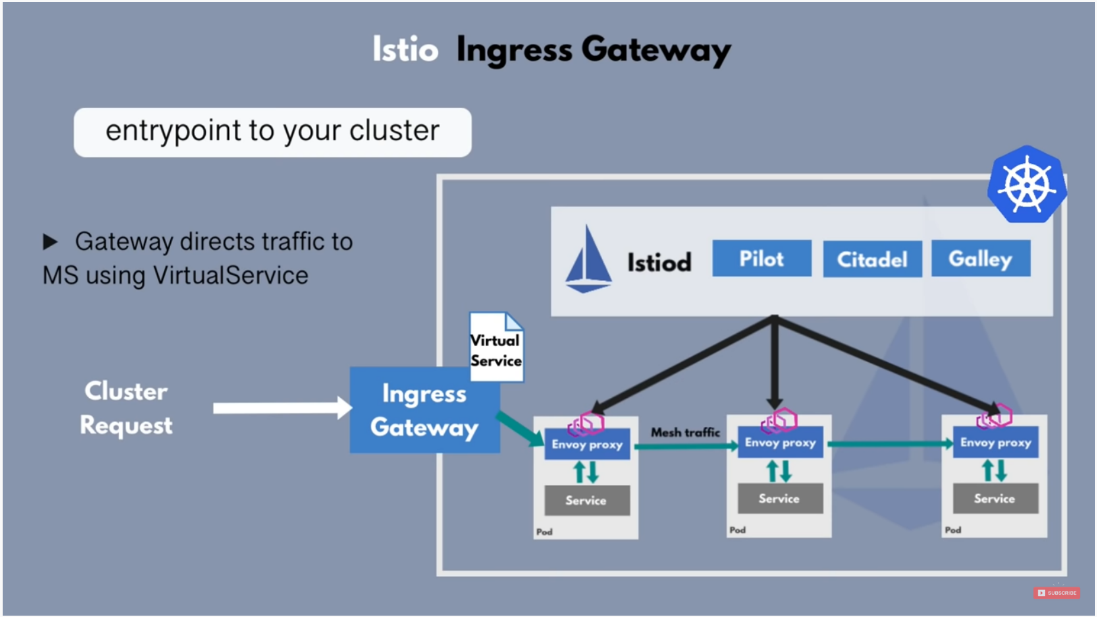 Istio Ingress Gateway
entrypoint to your cluster
Gateway directs traffic to
MS using VirtualService
Istiod
Pilot
Citadel
Galley
Virtual
Service
Cluster
Request
Ingress
Gateway
Envoy proxy
Service
Pod
Mesh traffic
Envoy proxy
Service
Pod
Envoy proxy
Service
Pod
SUBSCRIBE